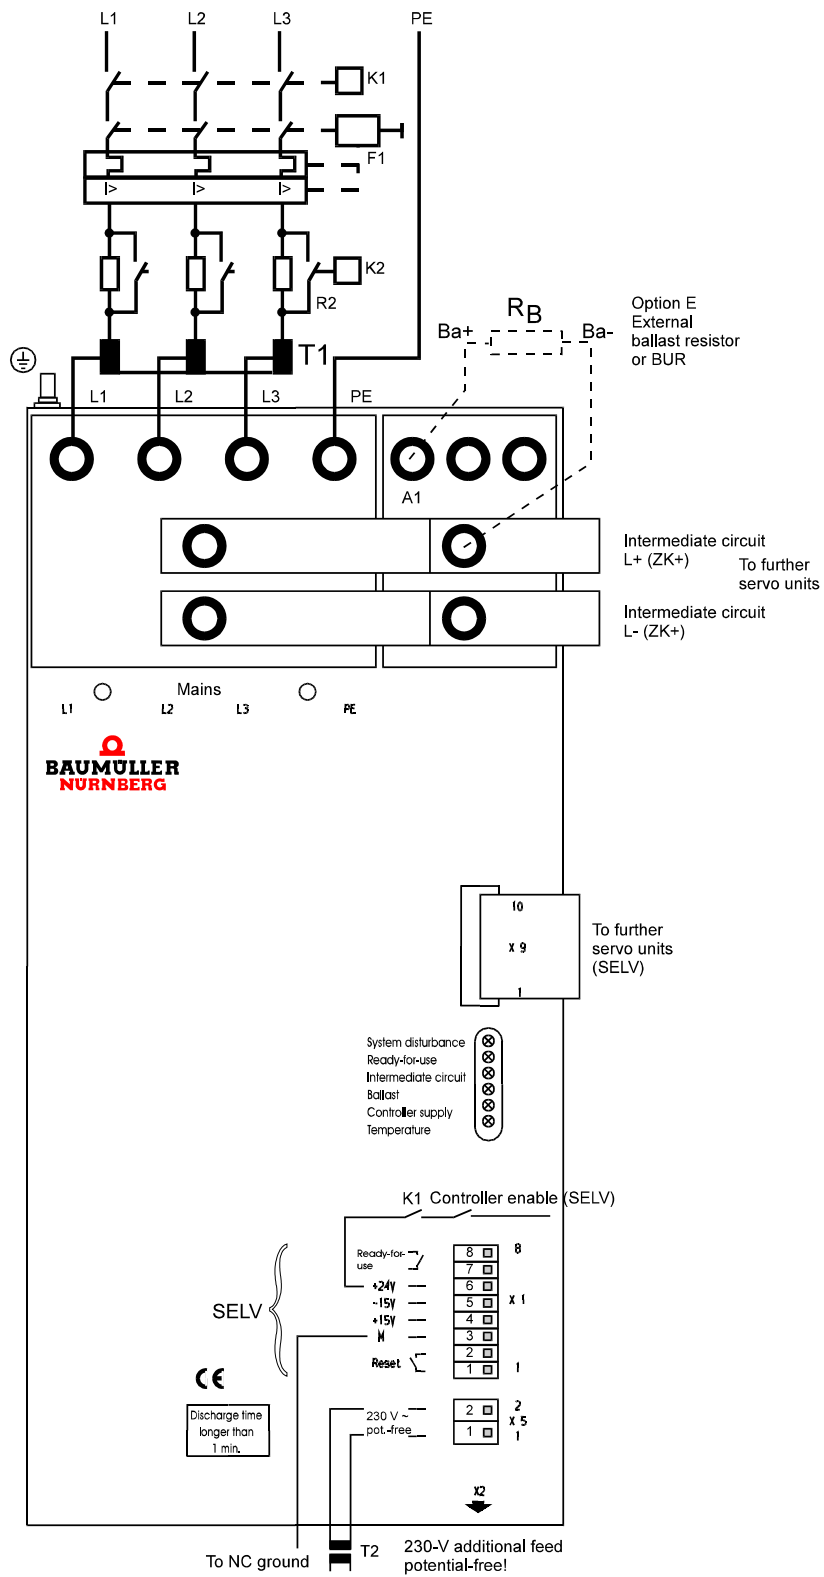 L1 L2 L3 PE
K1
F1
I> I> I>
K2
R2
T1
Ba+ RB Ba-
Option E
External
ballast resistor
or BUR
L1 L2 L3 PE
A1
Intermediate circuit
L+ (ZK+)
To further
servo units
Intermediate circuit
L- (ZK+)
Mains
L1 L2 L3 PE
BAUMÜLLER
NÜRNBERG
10
X 9
1
To further
servo units
(SELV)
System disturbance
Ready-for-use
Intermediate circuit
Ballast
Controller supply
Temperature
K1 Controller enable (SELV)
Ready-for-
use
8 8
7
+24V 6
-15V 5 X 1
+15V 4
M 3
2
Reset 1 1
SELV
CE
Discharge time
longer than
1 min.
230 V ~
pot.-free
2 2
X 5
1 1
X2
To NC ground
T2
230-V additional feed
potential-free!